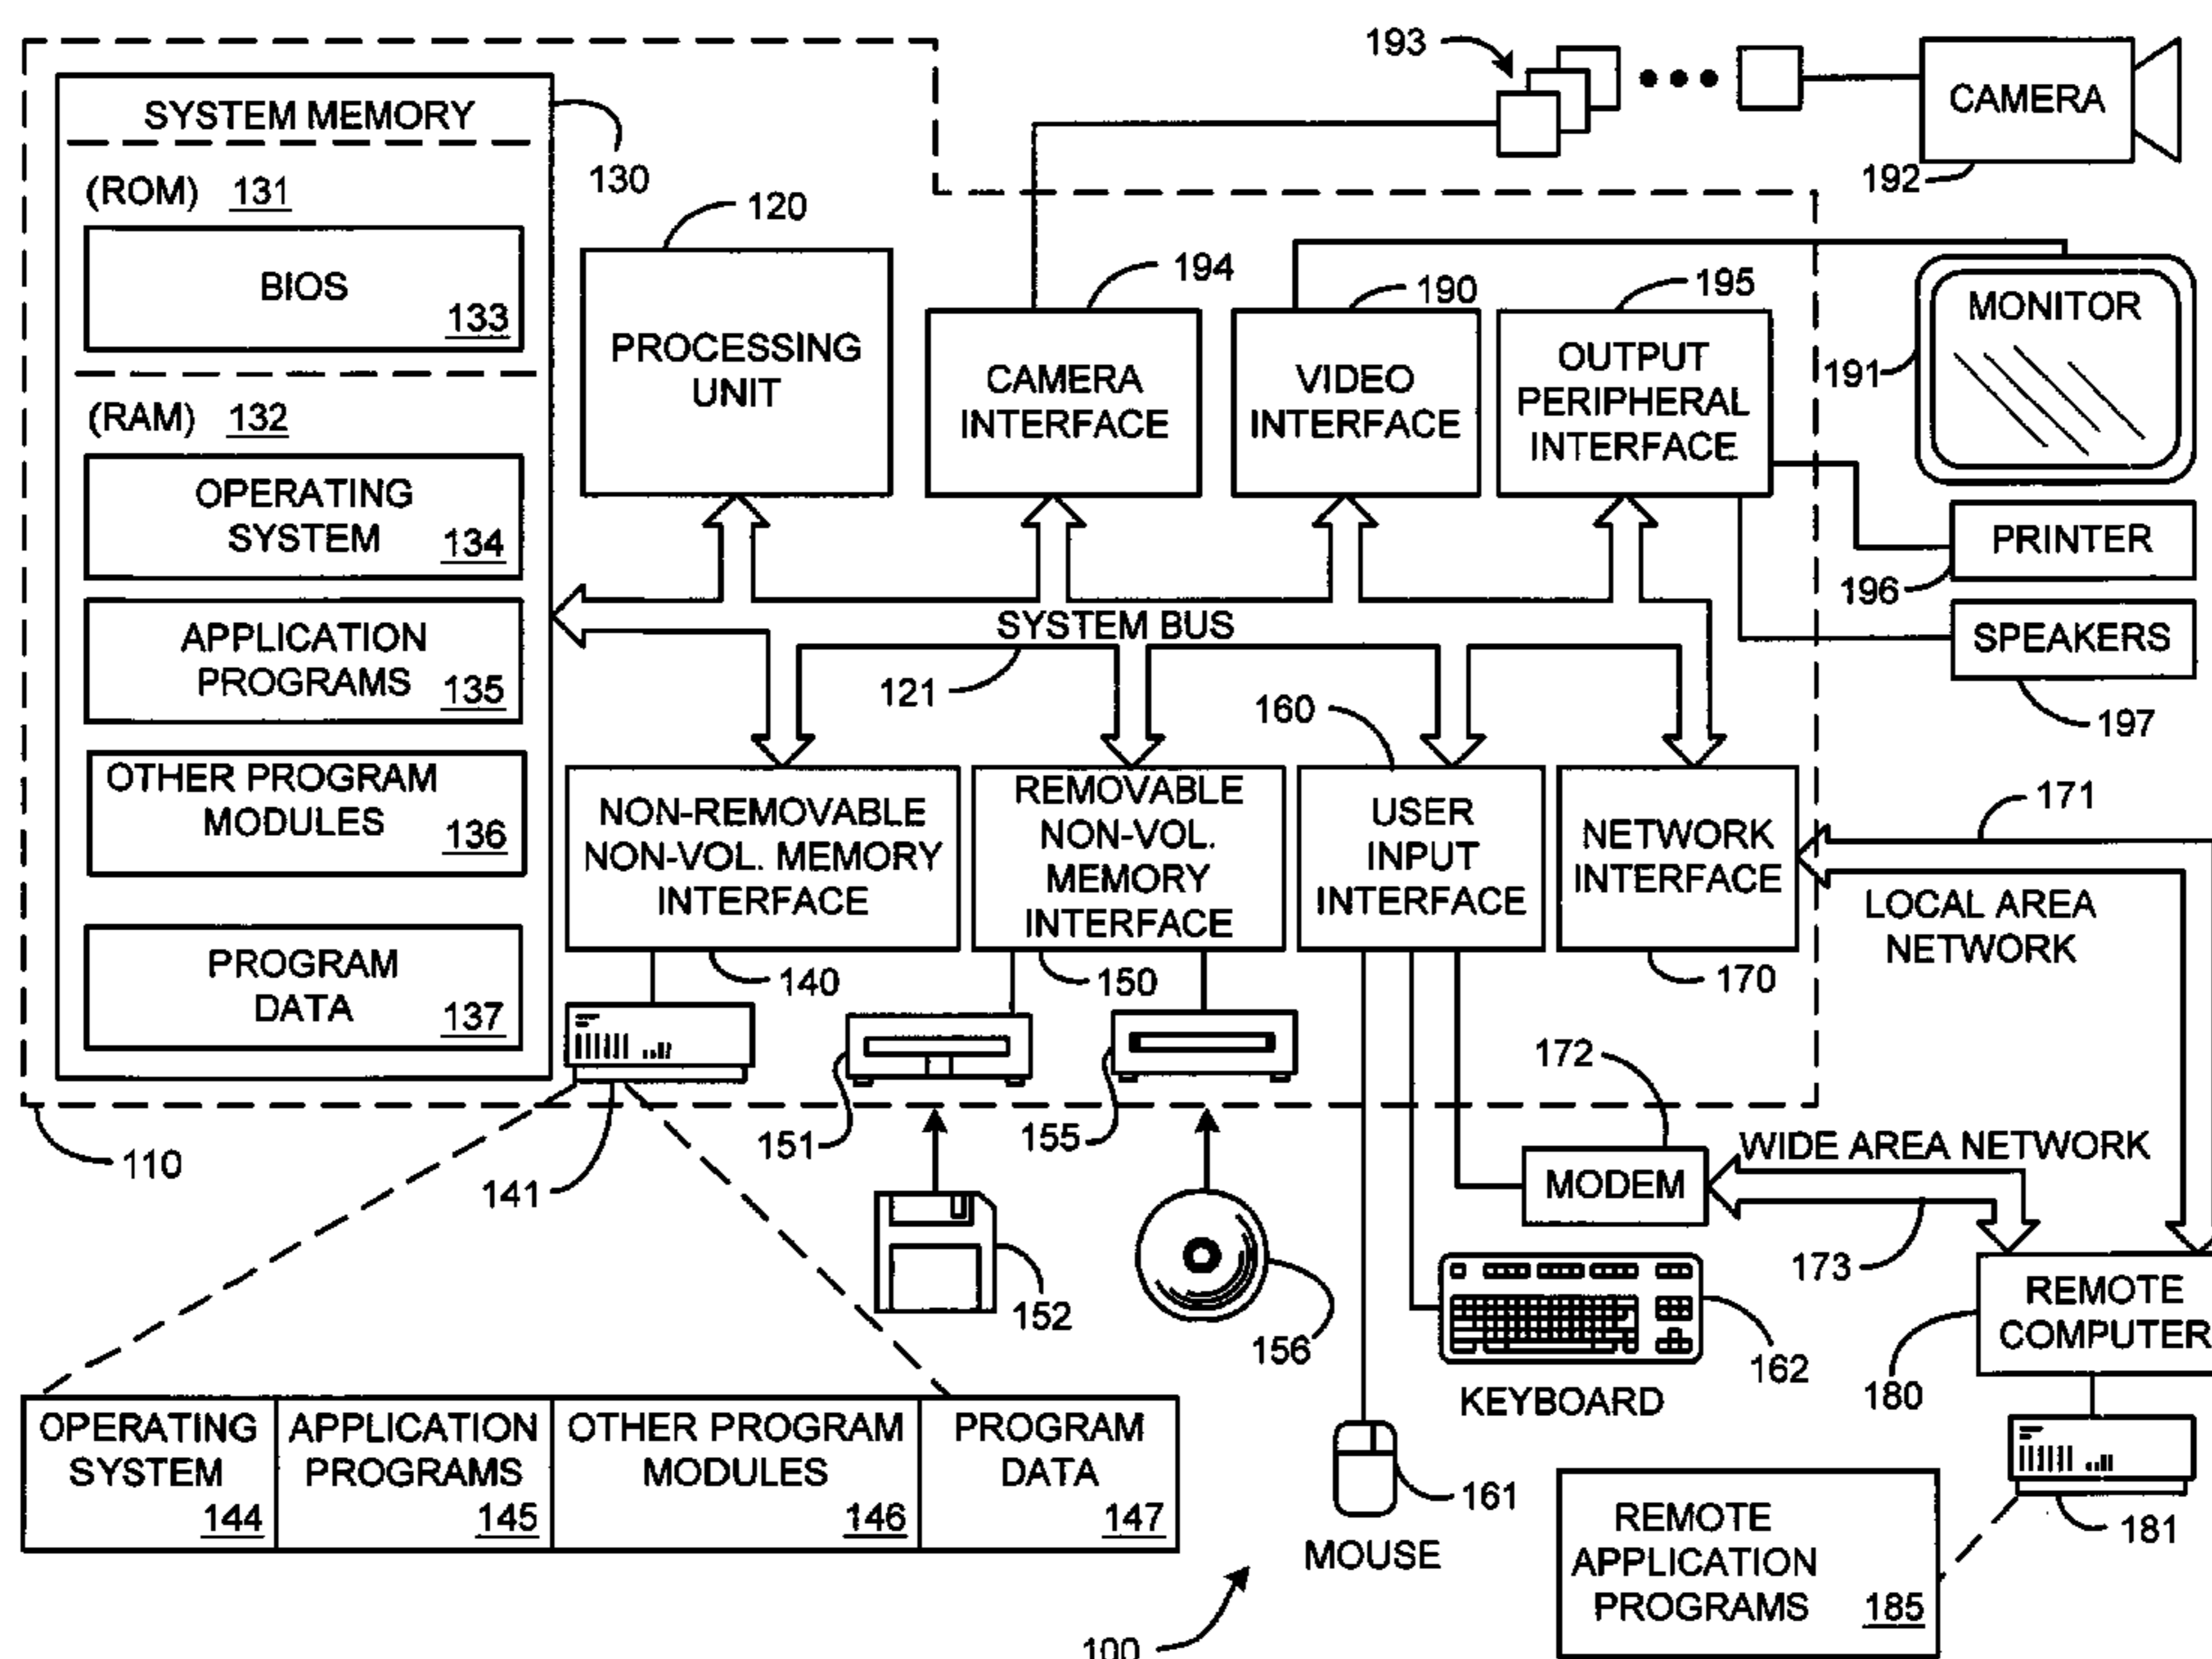 193
CAMERA
192
SYSTEM MEMORY
130
(ROM) 131
BIOS
133
(RAM) 132
OPERATING
SYSTEM 134
APPLICATION
PROGRAMS 135
OTHER PROGRAM
MODULES 136
PROGRAM
DATA 137
120
PROCESSING
UNIT
194
CAMERA
INTERFACE
190
VIDEO
INTERFACE
195
OUTPUT
PERIPHERAL
INTERFACE
MONITOR
191
PRINTER
196
SPEAKERS
197
SYSTEM BUS
121
NON-REMOVABLE
NON-VOL. MEMORY
INTERFACE
140
REMOVABLE
NON-VOL.
MEMORY
INTERFACE
150
160
USER
INPUT
INTERFACE
NETWORK
INTERFACE
170
171
LOCAL AREA
NETWORK
110
141
151
152
155
156
172
MODEM
WIDE AREA NETWORK
173
162
KEYBOARD
161
MOUSE
REMOTE
COMPUTER
180
181
REMOTE
APPLICATION
PROGRAMS 185
OPERATING
SYSTEM
144
APPLICATION
PROGRAMS
145
OTHER PROGRAM
MODULES
146
PROGRAM
DATA
147
100